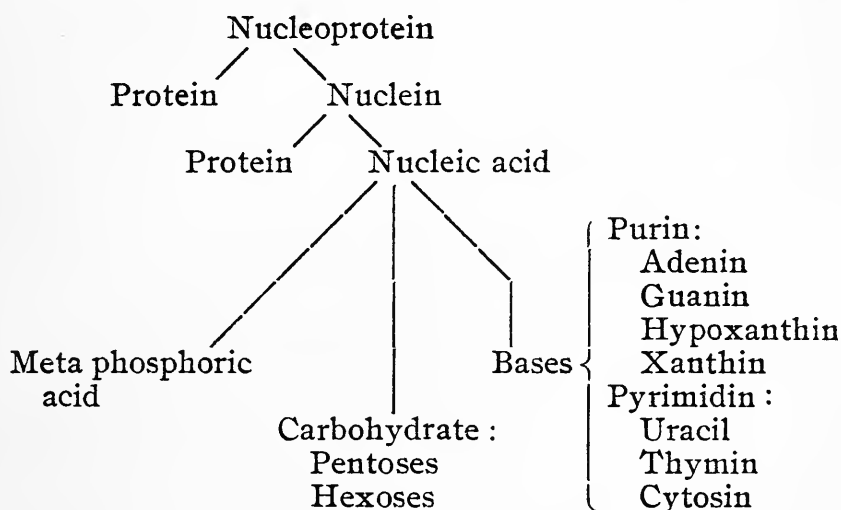 Nucleoprotein
Protein Nuclein
Protein Nucleic acid
Purin:
Adenin
Guanin
Hypoxanthin
Meta phosphoric Bases Xanthin
acid Pyrimidin :
Carbohydrate : Uracil
Pentoses Thymin
Hexoses Cytosin